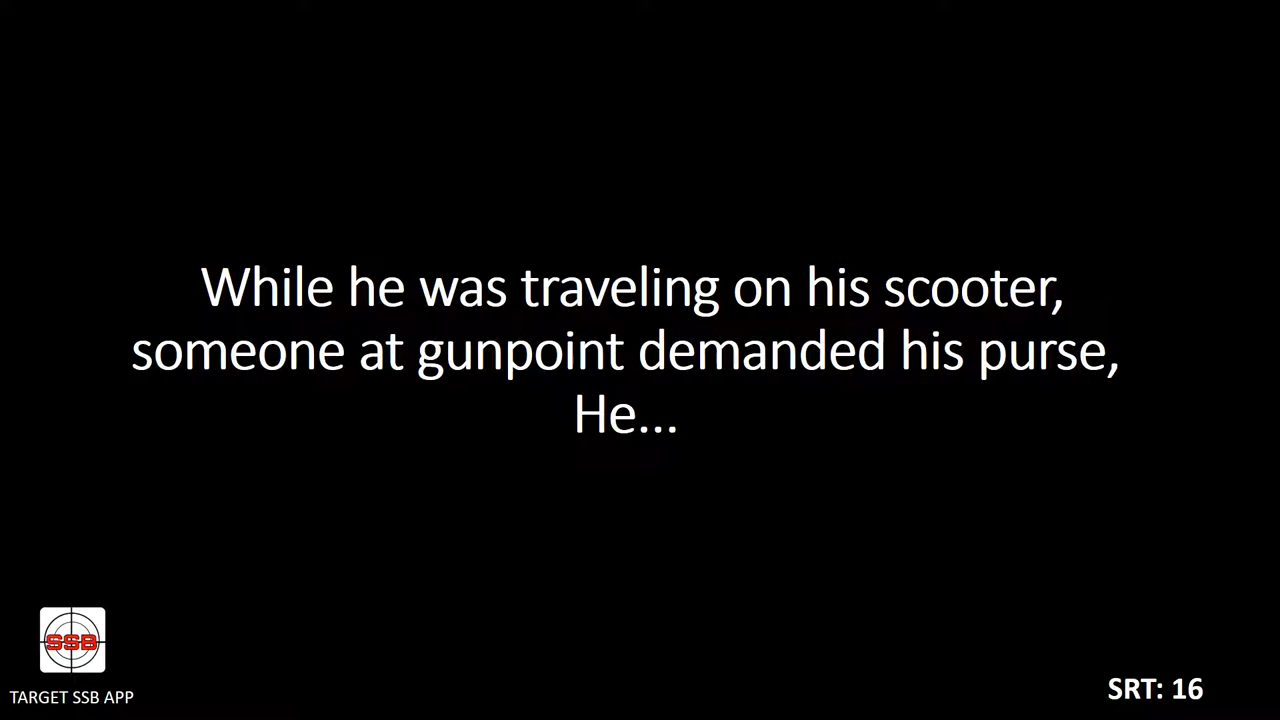 While he was traveling on his scooter,
someone at gunpoint demanded his purse,
He...
SSB
TARGET SSB APP
SRT: 16